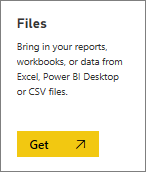 Files
Bring in your reports,
workbooks, or data from
Excel, Power BI Desktop
or CSV files.
Get